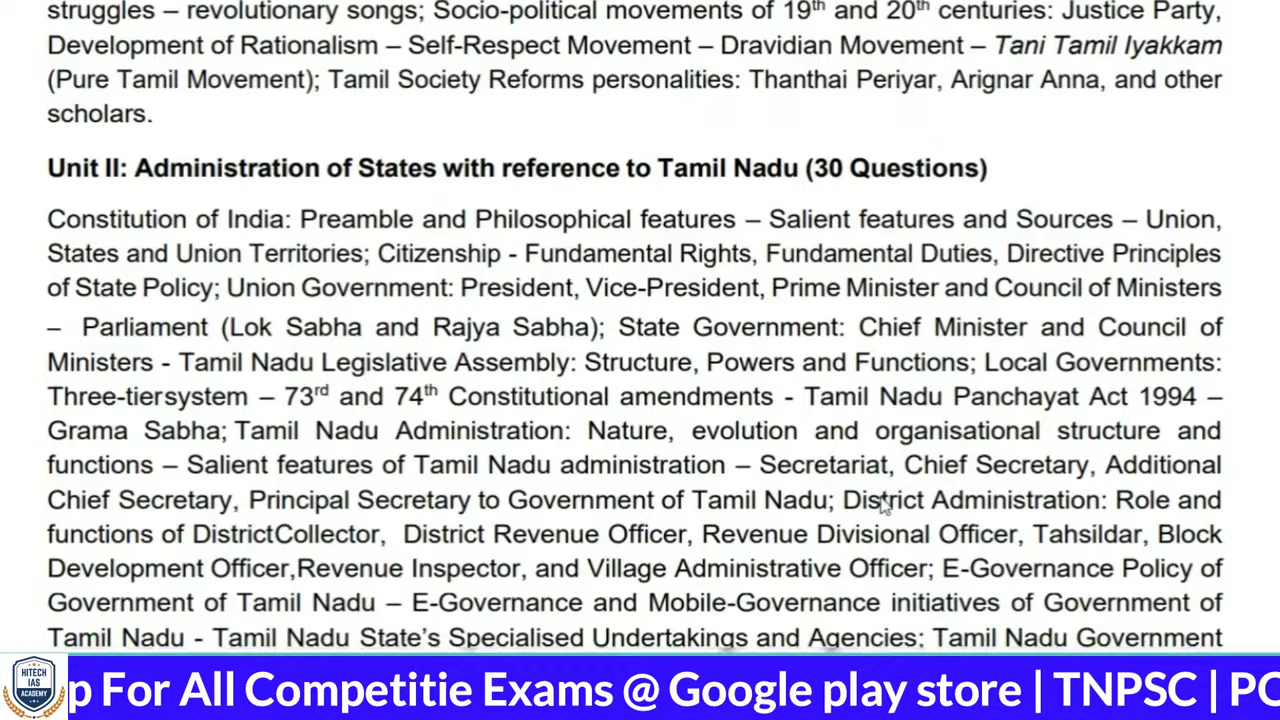 struggles – revolutionary songs; Socio-political movements of 19th and 20th centuries: Justice Party,
Development of Rationalism – Self-Respect Movement – Dravidian Movement – Tani Tamil Iyakkam
(Pure Tamil Movement); Tamil Society Reforms personalities: Thanthai Periyar, Arignar Anna, and other
scholars.
Unit II: Administration of States with reference to Tamil Nadu (30 Questions)
Constitution of India: Preamble and Philosophical features – Salient features and Sources – Union,
States and Union Territories; Citizenship - Fundamental Rights, Fundamental Duties, Directive Principles
of State Policy; Union Government: President, Vice-President, Prime Minister and Council of Ministers
– Parliament (Lok Sabha and Rajya Sabha); State Government: Chief Minister and Council of
Ministers - Tamil Nadu Legislative Assembly: Structure, Powers and Functions; Local Governments:
Three-tiersystem – 73rd and 74th Constitutional amendments - Tamil Nadu Panchayat Act 1994 –
Grama Sabha; Tamil Nadu Administration: Nature, evolution and organisational structure and
functions – Salient features of Tamil Nadu administration – Secretariat, Chief Secretary, Additional
Chief Secretary, Principal Secretary to Government of Tamil Nadu; District Administration: Role and
functions of DistrictCollector, District Revenue Officer, Revenue Divisional Officer, Tahsildar, Block
Development Officer,Revenue Inspector, and Village Administrative Officer; E-Governance Policy of
Government of Tamil Nadu – E-Governance and Mobile-Governance initiatives of Government of
Tamil Nadu - Tamil Nadu State's Specialised Undertakings and Agencies; Tamil Nadu Government
HITECH
IAS
ACADEMY
p For All Competitie Exams @ Google play store | TNPSC | PC